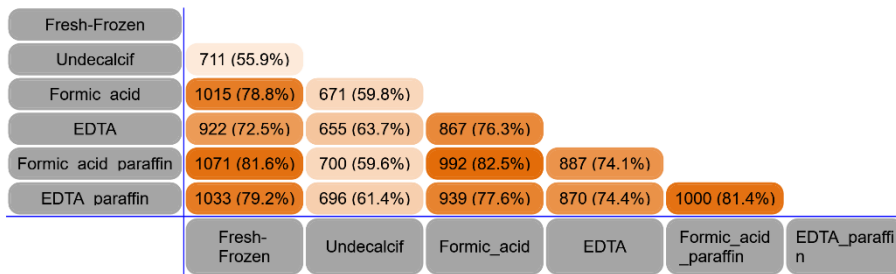 Fresh-Frozen
Undecalcif 711 (55.9%)
Formic acid 1015 (78.8%) 671 (59.8%)
EDTA 922 (72.5%) 655 (63.7%) 867 (76.3%)
Formic acid paraffin 1071 (81.6%) 700 (59.6%) 992 (82.5%) 887 (74.1%)
EDTA paraffin 1033 (79.2%) 696 (61.4%) 939 (77.6%) 870 (74.4%) 1000 (81.4%)
Fresh- Undecalcif Formic_acid EDTA Formic_acid EDTA_paraffi
Frozen _paraffin n